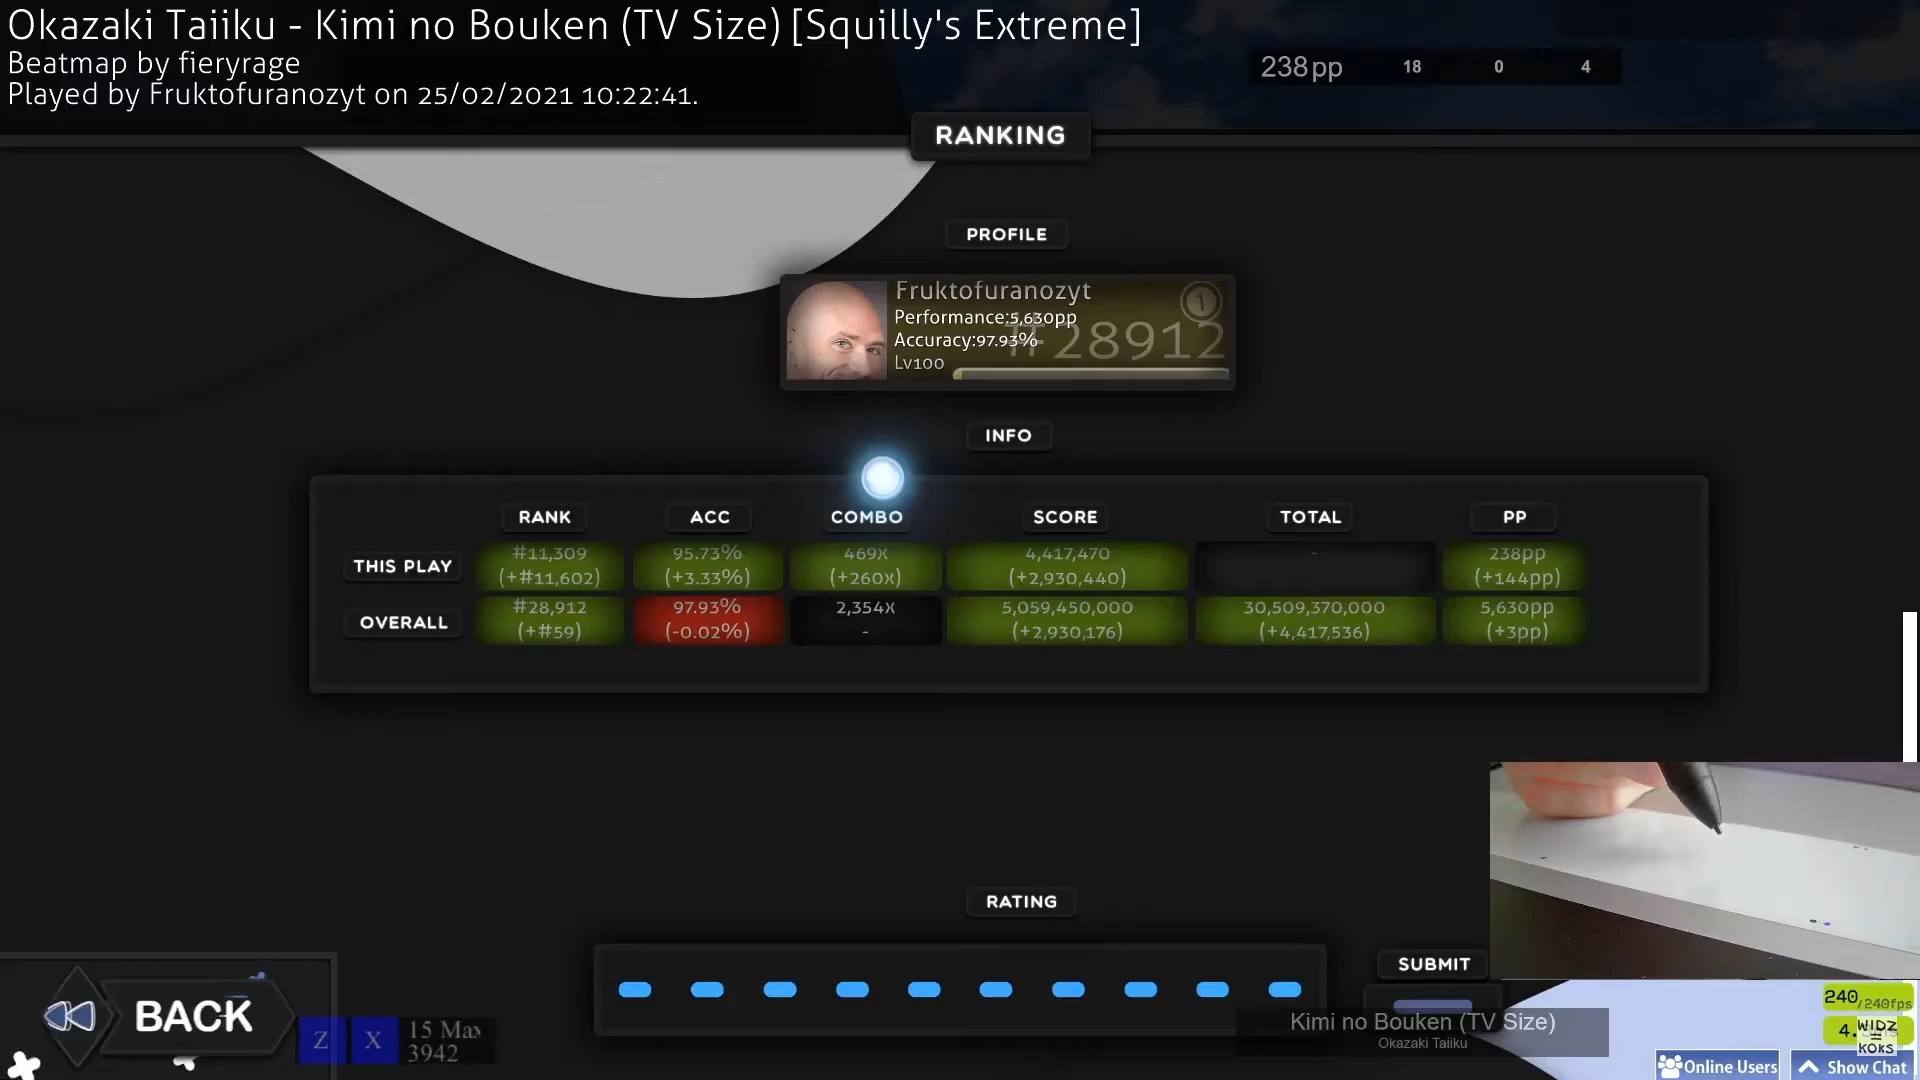 Okazaki Taiiku - Kimi no Bouken (TV Size) [Squilly's Extreme]
Beatmap by fieryrage
Played by Fruktofuranozyt on 25/02/2021 10:22:41.
238pp 18 0 4
RANKING
PROFILE
Fruktofuranozyt
Performance:5,630pp
Accuracy:97.93%
Lv100
#28912
1
INFO
RANK ACC COMBO SCORE TOTAL PP
THIS PLAY
#11,309 95.73% 469x 4,417,470 - 238pp
(+#11,602) (+3.33%) (+260x) (+2,930,440) (+144pp)
OVERALL
#28,912 97.93% 2,354x 5,059,450,000 30,509,370,000 5,630pp
(+#59) (-0.02%) - (+2,930,176) (+4,417,536) (+3pp)
RATING
SUBMIT
BACK
Z X 15 Max
3942
Kimi no Bouken (TV Size)
Okazaki Taiiku
240/240fps
4.
WIDZ
KOKS
Online Users Show Chat